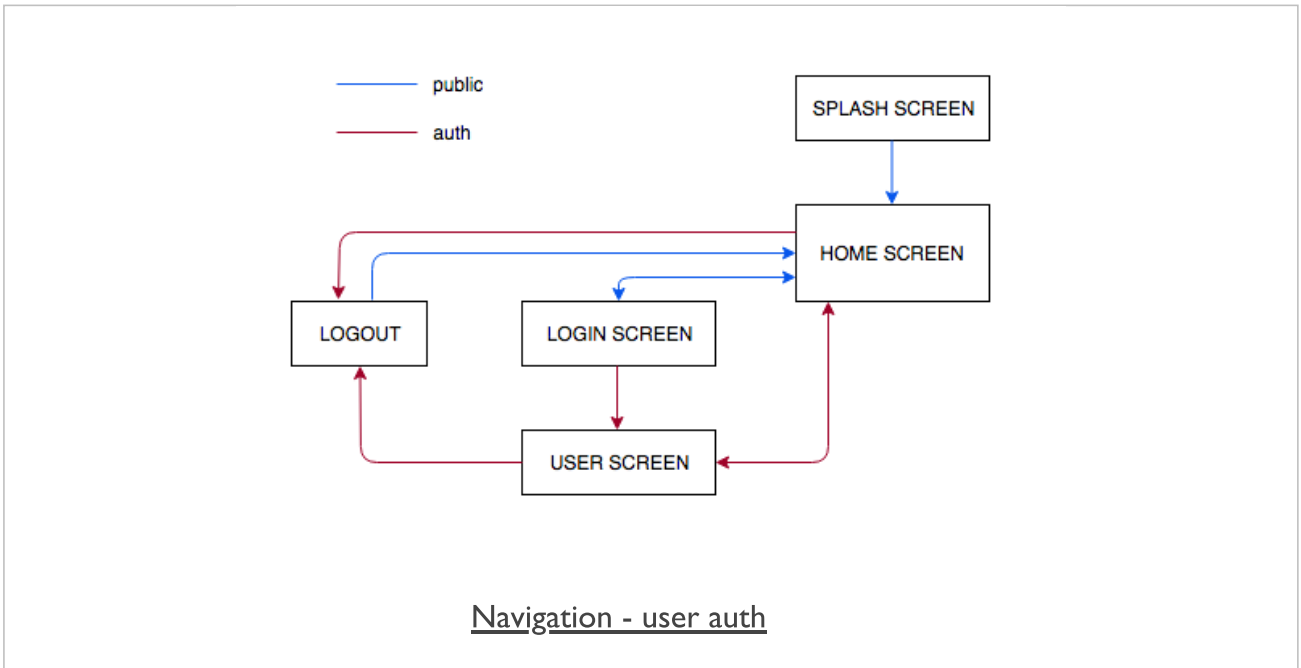 public
auth
SPLASH SCREEN
HOME SCREEN
LOGOUT
LOGIN SCREEN
USER SCREEN
Navigation - user auth